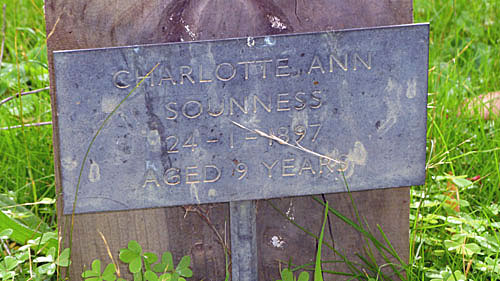 CHARLOTTE ANN
SOUNNESS
24 - 1 - 1897
AGED 9 YEARS